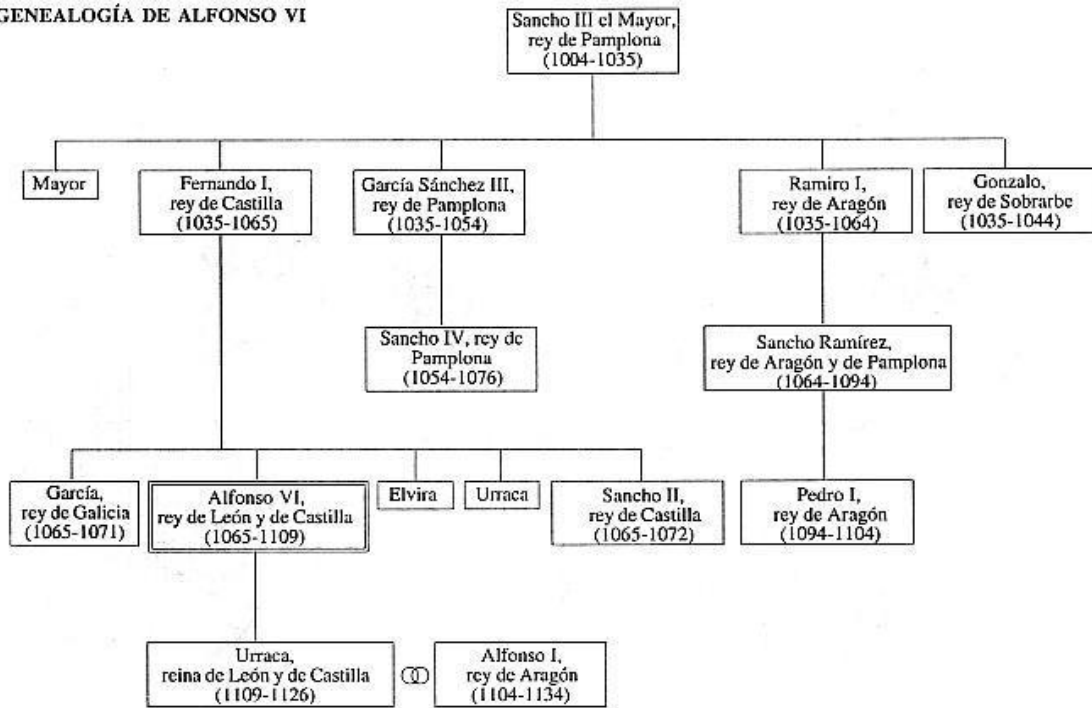 GENEALOGÍA DE ALFONSO VI
Sancho III el Mayor,
rey de Pamplona
(1004-1035)
Mayor
Fernando I,
rey de Castilla
(1035-1065)
García Sánchez III,
rey de Pamplona
(1035-1054)
Ramiro I,
rey de Aragón
(1035-1064)
Gonzalo,
rey de Sobrarbe
(1035-1044)
Sancho IV, rey de
Pamplona
(1054-1076)
Sancho Ramírez,
rey de Aragón y de Pamplona
(1064-1094)
García,
rey de Galicia
(1065-1071)
Alfonso VI,
rey de León y de Castilla
(1065-1109)
Elvira
Urraca
Sancho II,
rey de Castilla
(1065-1072)
Pedro I,
rey de Aragón
(1094-1104)
Urraca,
reina de León y de Castilla
(1109-1126)
Alfonso I,
rey de Aragón
(1104-1134)